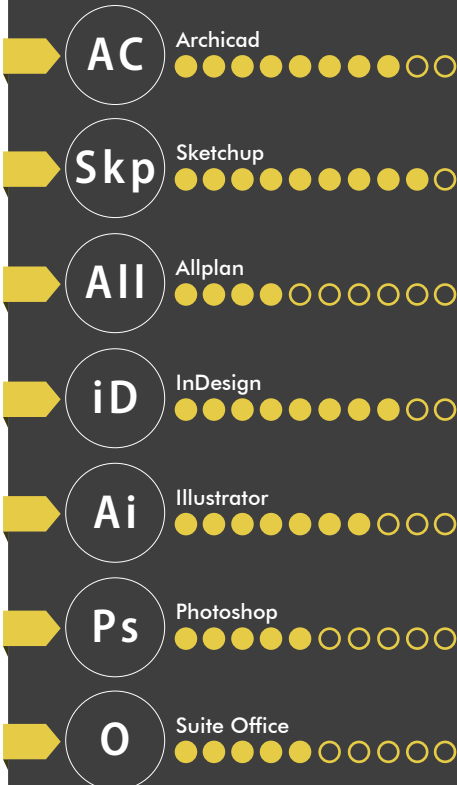 AC
Archicad
Skp
Sketchup
All
Allplan
iD
InDesign
Ai
Illustrator
Ps
Photoshop
O
Suite Office